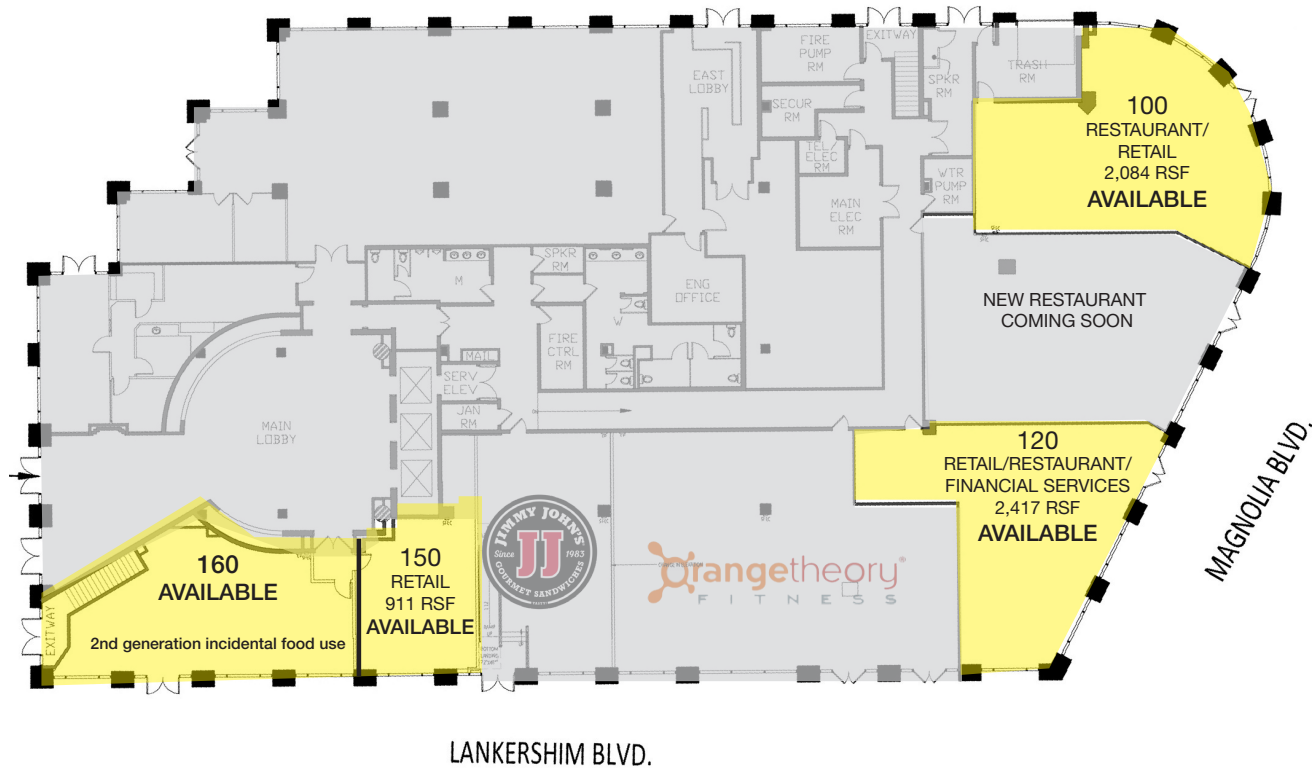 FIRE
PUMP
RM
EXITWAY
EAST
LOBBY
SPKR
RM
TRASH
RM
SECUR
RM
TEL/
ELEC
RM
MAIN
ELEC
RM
WTR
PUMP
RM
100
RESTAURANT/
RETAIL
2,084 RSF
AVAILABLE
SPKR
RM
M
W
ENG
OFFICE
NEW RESTAURANT
COMING SOON
FIRE
CTRL
RM
MAIL
SERV
ELEV
JAN
RM
MAIN
LOBBY
120
RETAIL/RESTAURANT/
FINANCIAL SERVICES
2,417 RSF
AVAILABLE
MAGNOLIA BLVD.
160
AVAILABLE
2nd generation incidental food use
EXITWAY
150
RETAIL
911 RSF
AVAILABLE
JIMMY JOHN'S
Since 1983
JJ
GOURMET SANDWICHES
Orangetheory®
FITNESS
LANKERSHIM BLVD.